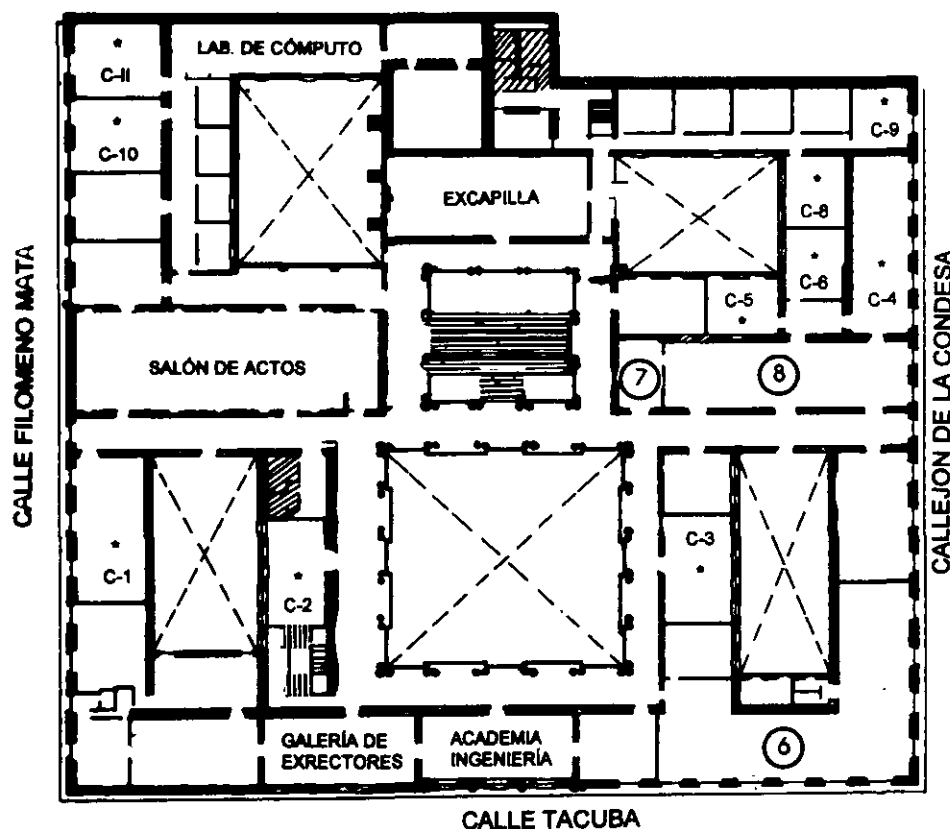 LAB. DE CÓMPUTO
C-11
C-10
C-9
EXCAPILLA
C-8
C-6
C-5
C-4
SALÓN DE ACTOS
7
8
CALLE FILOMENO MATA
CALLEJON DE LA CONDESA
C-1
C-2
C-3
GALERÍA DE
EXRECTORES
ACADEMIA
INGENIERÍA
6
CALLE TACUBA